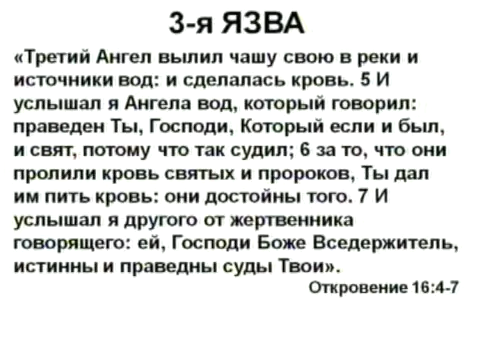 3-я ЯЗВА
«Третий Ангел вылил чашу свою в реки и
источники вод: и сделалась кровь. 5 И
услышал я Ангела вод, который говорил:
праведен Ты, Господи, Который если и был,
и свят, потому что так судил; 6 за то, что они
пролили кровь святых и пророков, Ты дал
им пить кровь: они достойны того. 7 И
услышал я другого от жертвенника
говорящего: ей, Господи Боже Вседержитель,
истинны и праведны суды Твои».
Откровение 16:4-7